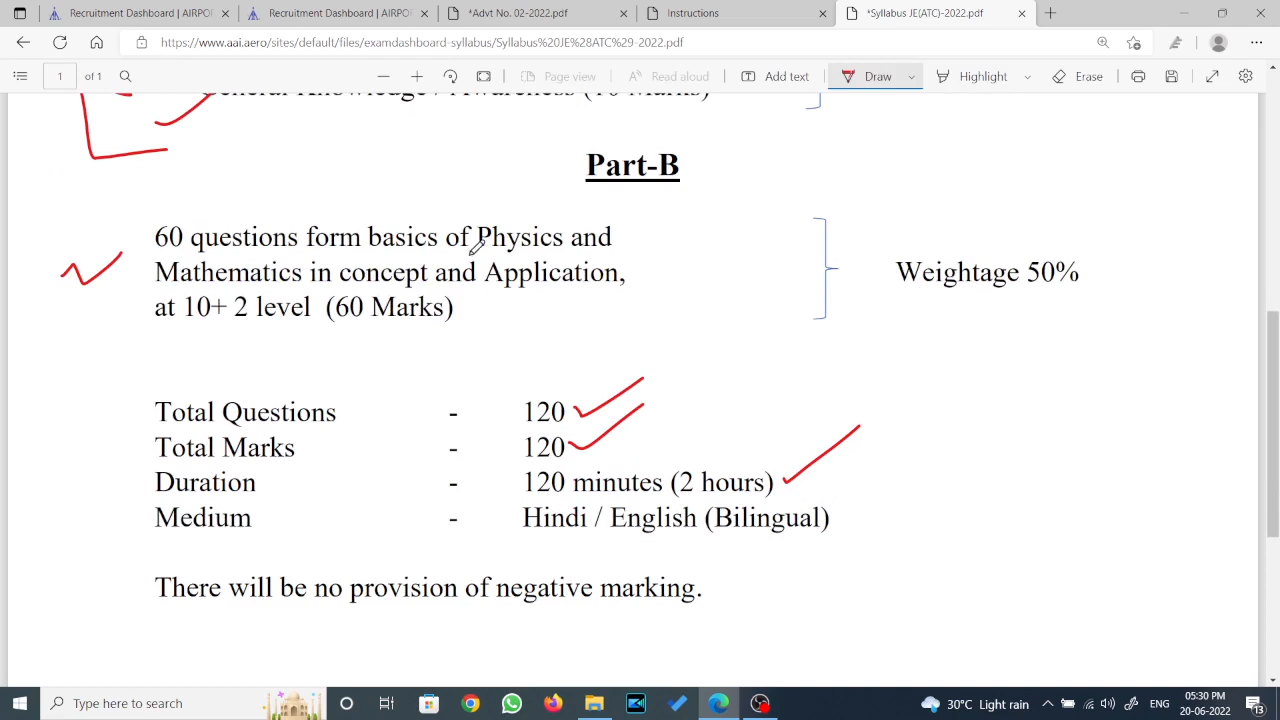 Recruitment Dashboard | AIRPOR
Recruitment Dashboard | AIRPOF
*Advt No. 02-2022.pdf
Instructions
*Syllabus JE(ATC)-2022.pdf
https://www.aai.aero/sites/default/files/examdashboard-syllabus/Syllabus%20JE%28ATC%29-2022.pdf
1 of 1
Page view
Read aloud
Add text
Draw
Highlight
Erase
Part-B
60 questions form basics of Physics and
Mathematics in concept and Application,
at 10+ 2 level (60 Marks)
Weightage 50%
Total Questions - 120
Total Marks - 120
Duration - 120 minutes (2 hours)
Medium - Hindi / English (Bilingual)
There will be no provision of negative marking.
Type here to search
30°C Light rain
ENG
05:30 PM
20-06-2022
13